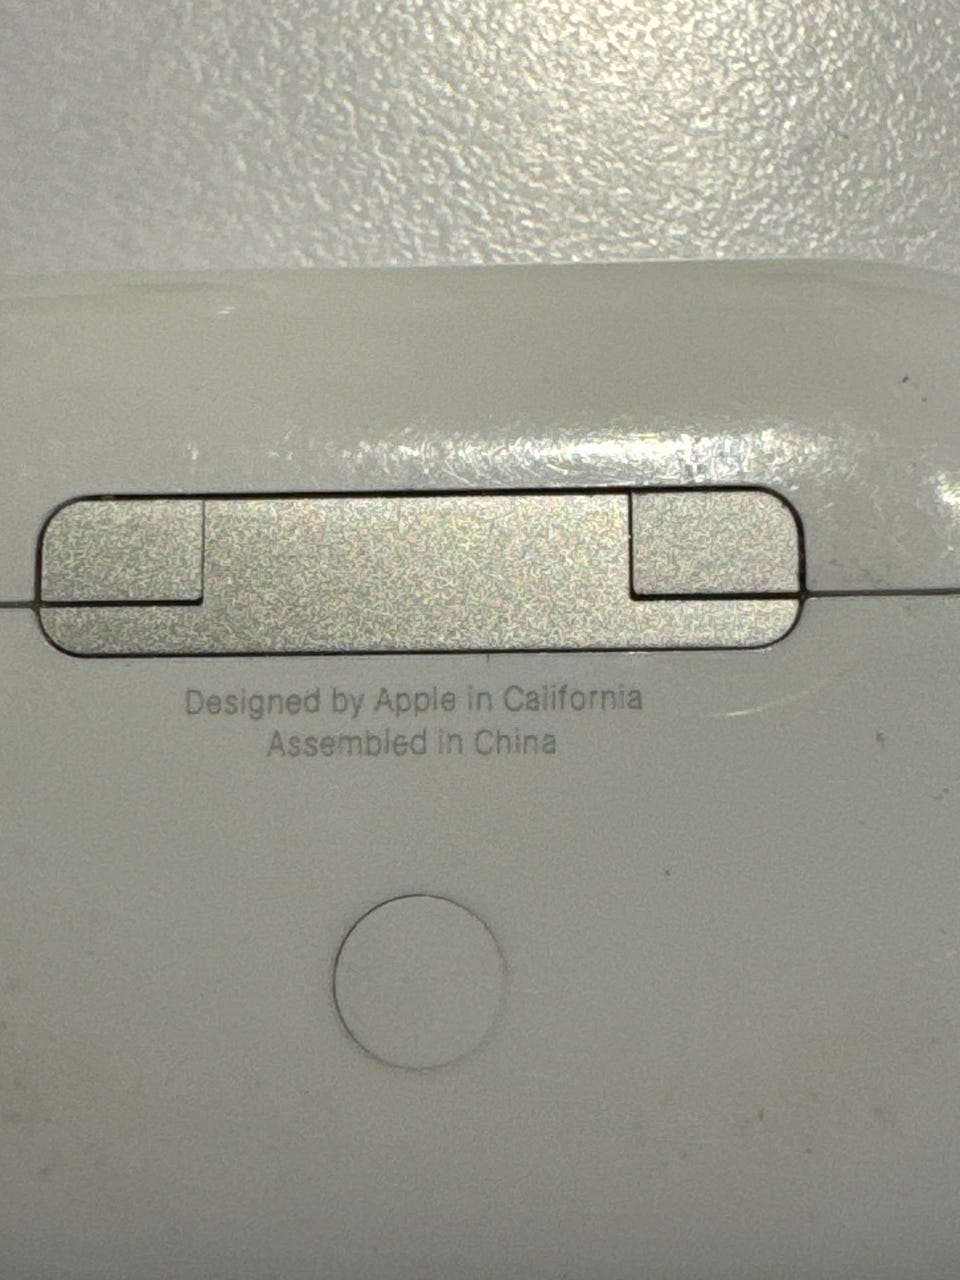 Designed by Apple in California
Assembled in China